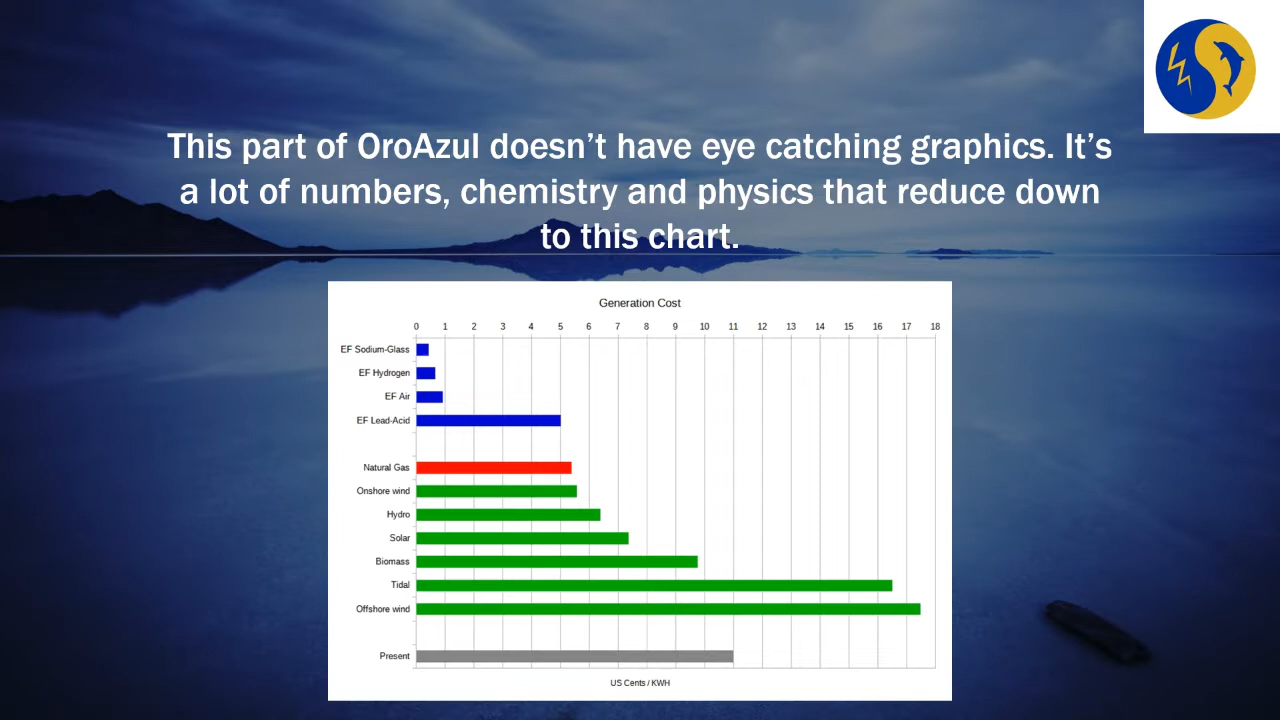 This part of OroAzul doesn’t have eye catching graphics. It’s
a lot of numbers, chemistry and physics that reduce down
to this chart.
Generation Cost
0 1 2 3 4 5 6 7 8 9 10 11 12 13 14 15 16 17 18
EF Sodium-Glass
EF Hydrogen
EF Air
EF Lead-Acid
Natural Gas
Onshore wind
Hydro
Solar
Biomass
Tidal
Offshore wind
Present
US Cents / KWH